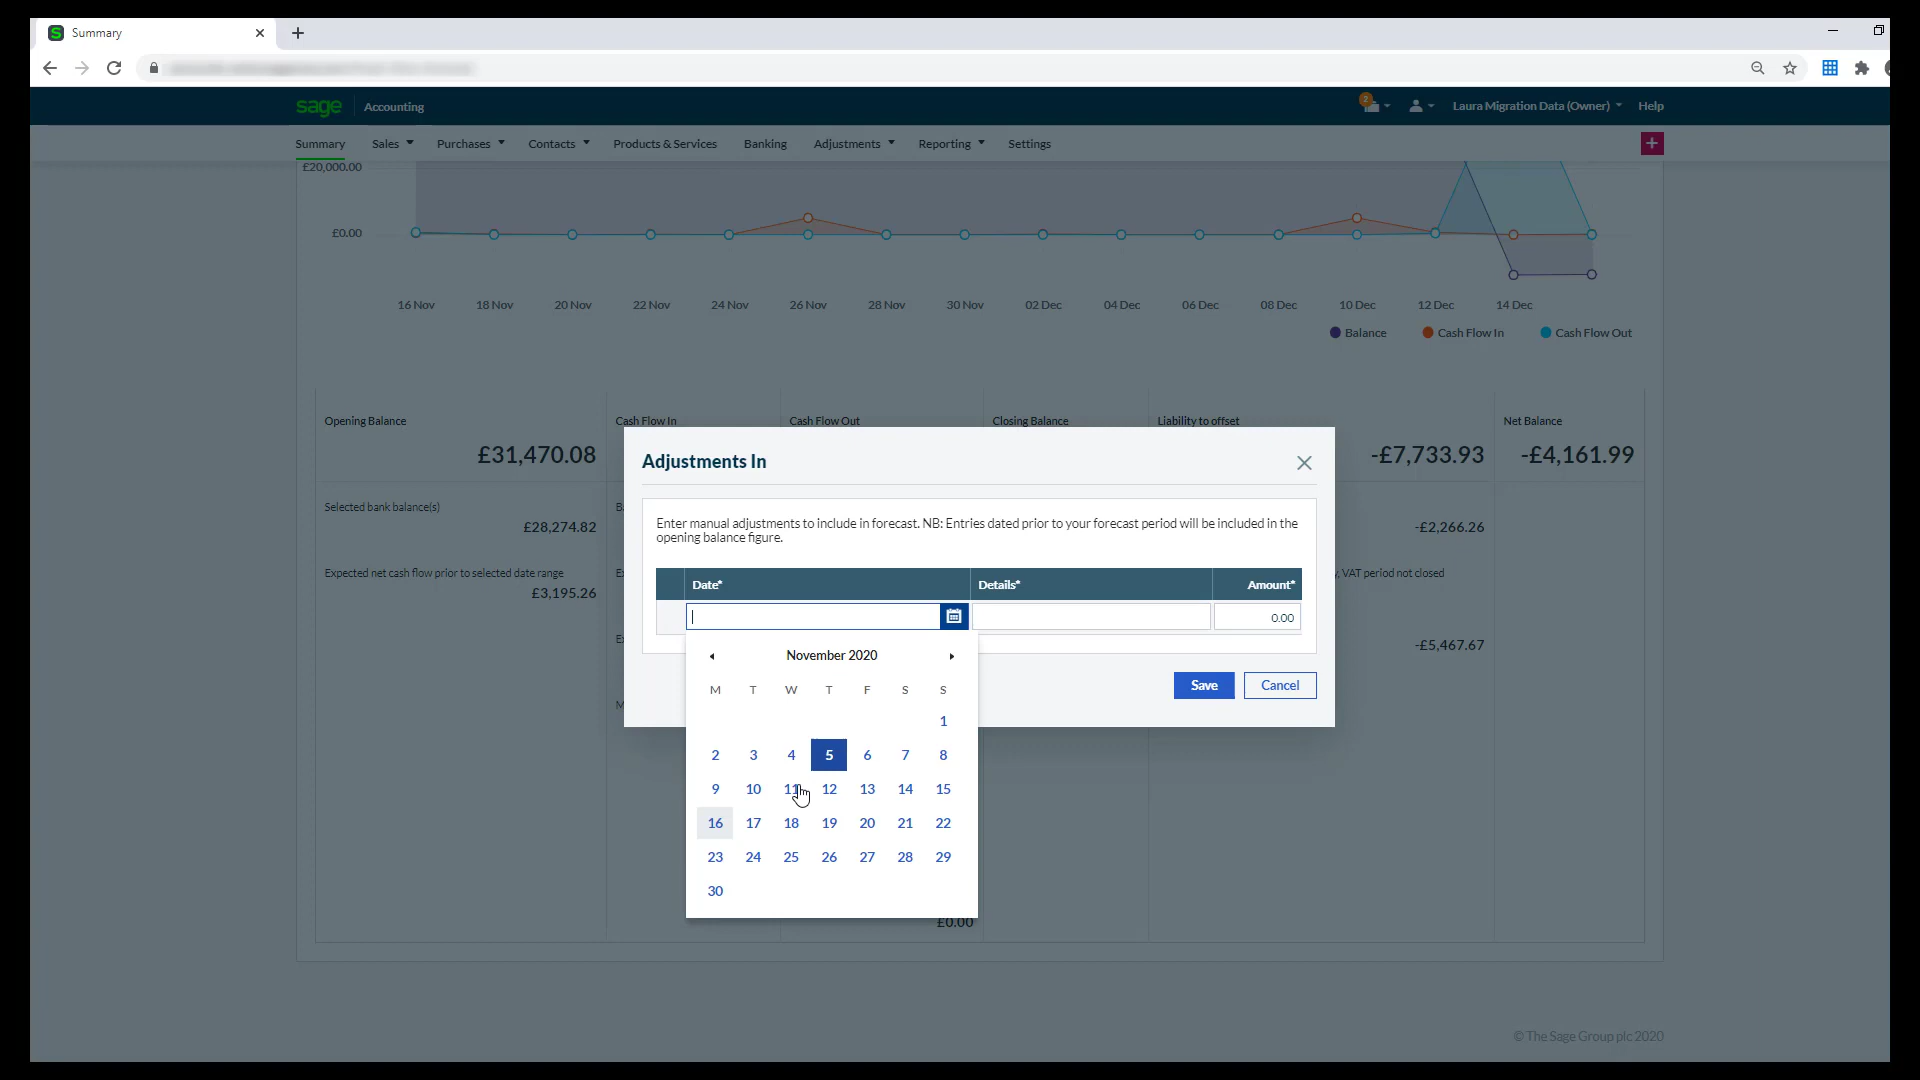 Summary
sage Accounting
2
Laura Migration Data (Owner)
Help
Summary Sales Purchases Contacts Products & Services Banking Adjustments Reporting Settings
£20,000.00
£0.00
16 Nov 18 Nov 20 Nov 22 Nov 24 Nov 26 Nov 28 Nov 30 Nov 02 Dec 04 Dec 06 Dec 08 Dec 10 Dec 12 Dec 14 Dec
Balance Cash Flow In Cash Flow Out
Opening Balance Cash Flow In Cash Flow Out Closing Balance Liability to offset Net Balance
£31,470.08 -£7,733.93 -£4,161.99
Selected bank balance(s)
£28,274.82 -£2,266.26
Expected net cash flow prior to selected date range
, VAT period not closed
£3,195.26
-£5,467.67
Adjustments In
Enter manual adjustments to include in forecast. NB: Entries dated prior to your forecast period will be included in the
opening balance figure.
Date* Details* Amount*
0.00
November 2020
M T W T F S S
1
2 3 4 5 6 7 8
9 10 11 12 13 14 15
16 17 18 19 20 21 22
23 24 25 26 27 28 29
30
Save Cancel
£0.00
© The Sage Group plc 2020